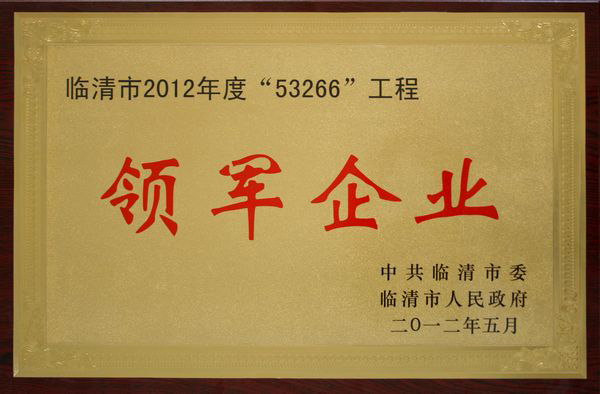 临清市2012年度“53266”工程
领军企业
中共临清市委
临清市人民政府
二〇一二年五月